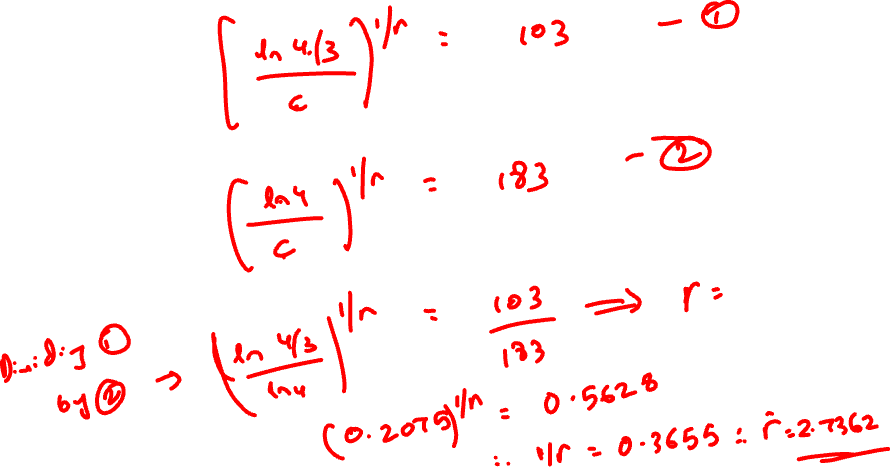 [ln 4/3 / c]^1/r = 103 — ①
(ln 4 / c)^1/r = 183 — ②
Dividing ① by ② → (ln 4/3 / ln 4)^1/r = 103/183 ⟹ r =
(0.2075)^1/r = 0.5628
∴ 1/r = 0.3655 ∴ r = 2.7362